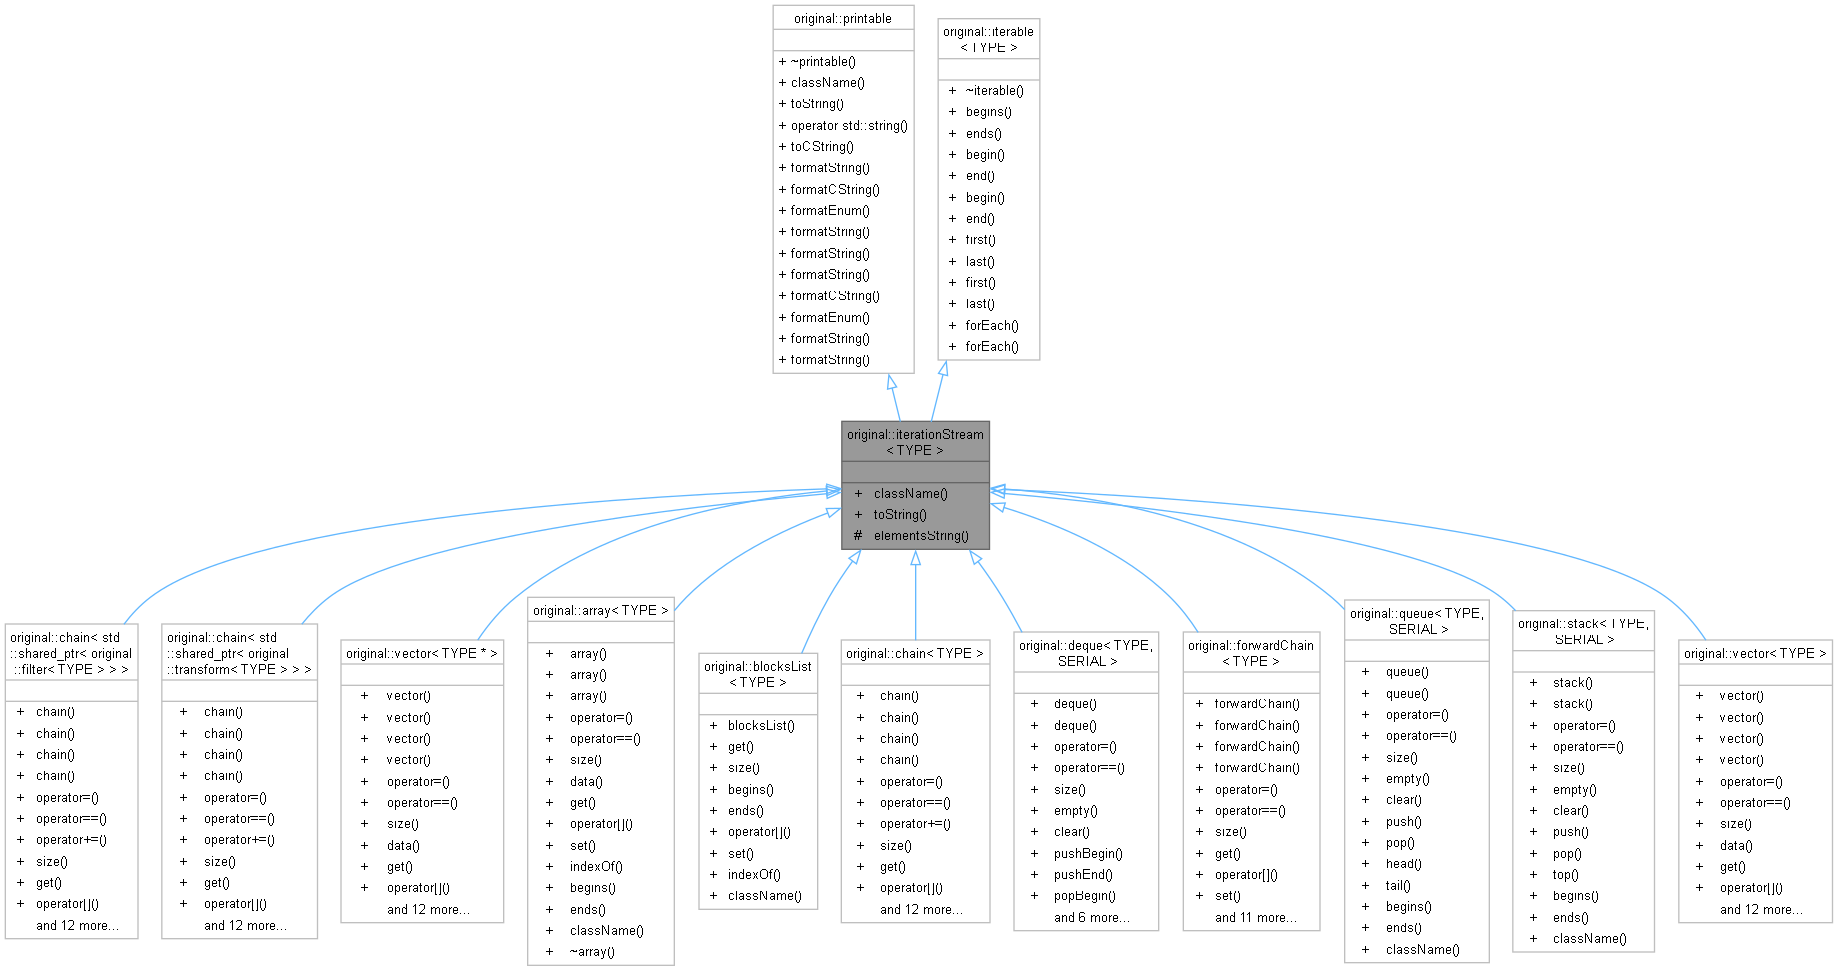 original::printable
+ ~printable()
+ className()
+ toString()
+ operator std::string()
+ toCString()
+ formatString()
+ formatCString()
+ formatEnum()
+ formatString()
+ formatString()
+ formatString()
+ formatCString()
+ formatEnum()
+ formatString()
+ formatString()
original::iterable
< TYPE >
+ ~iterable()
+ begins()
+ ends()
+ begin()
+ end()
+ begin()
+ end()
+ first()
+ last()
+ first()
+ last()
+ forEach()
+ forEach()
original::iterationStream
< TYPE >
+ className()
+ toString()
# elementsString()
original::chain< std
::shared_ptr< original
::filter< TYPE > > >
+ chain()
+ chain()
+ chain()
+ chain()
+ operator=()
+ operator==()
+ operator+=()
+ size()
+ get()
+ operator[]()
and 12 more...
original::chain< std
::shared_ptr< original
::transform< TYPE > > >
+ chain()
+ chain()
+ chain()
+ chain()
+ operator=()
+ operator==()
+ operator+=()
+ size()
+ get()
+ operator[]()
and 12 more...
original::vector< TYPE * >
+ vector()
+ vector()
+ vector()
+ vector()
+ operator=()
+ operator==()
+ size()
+ data()
+ get()
+ operator[]()
and 12 more...
original::array< TYPE >
+ array()
+ array()
+ array()
+ operator=()
+ operator==()
+ size()
+ data()
+ get()
+ operator[]()
+ set()
+ indexOf()
+ begins()
+ ends()
+ className()
+ ~array()
original::blocksList
< TYPE >
+ blocksList()
+ get()
+ size()
+ begins()
+ ends()
+ operator[]()
+ set()
+ indexOf()
+ className()
original::chain< TYPE >
+ chain()
+ chain()
+ chain()
+ chain()
+ operator=()
+ operator==()
+ operator+=()
+ size()
+ get()
+ operator[]()
and 12 more...
original::deque< TYPE,
SERIAL >
+ deque()
+ deque()
+ operator=()
+ operator==()
+ size()
+ empty()
+ clear()
+ pushBegin()
+ pushEnd()
+ popBegin()
and 6 more...
original::forwardChain
< TYPE >
+ forwardChain()
+ forwardChain()
+ forwardChain()
+ forwardChain()
+ operator=()
+ operator==()
+ size()
+ get()
+ operator[]()
+ set()
and 11 more...
original::queue< TYPE,
SERIAL >
+ queue()
+ queue()
+ operator=()
+ operator==()
+ size()
+ empty()
+ clear()
+ push()
+ pop()
+ head()
+ tail()
+ begins()
+ ends()
+ className()
original::stack< TYPE,
SERIAL >
+ stack()
+ stack()
+ operator=()
+ operator==()
+ size()
+ empty()
+ clear()
+ push()
+ pop()
+ top()
+ begins()
+ ends()
+ className()
original::vector< TYPE >
+ vector()
+ vector()
+ vector()
+ vector()
+ operator=()
+ operator==()
+ size()
+ data()
+ get()
+ operator[]()
and 12 more...